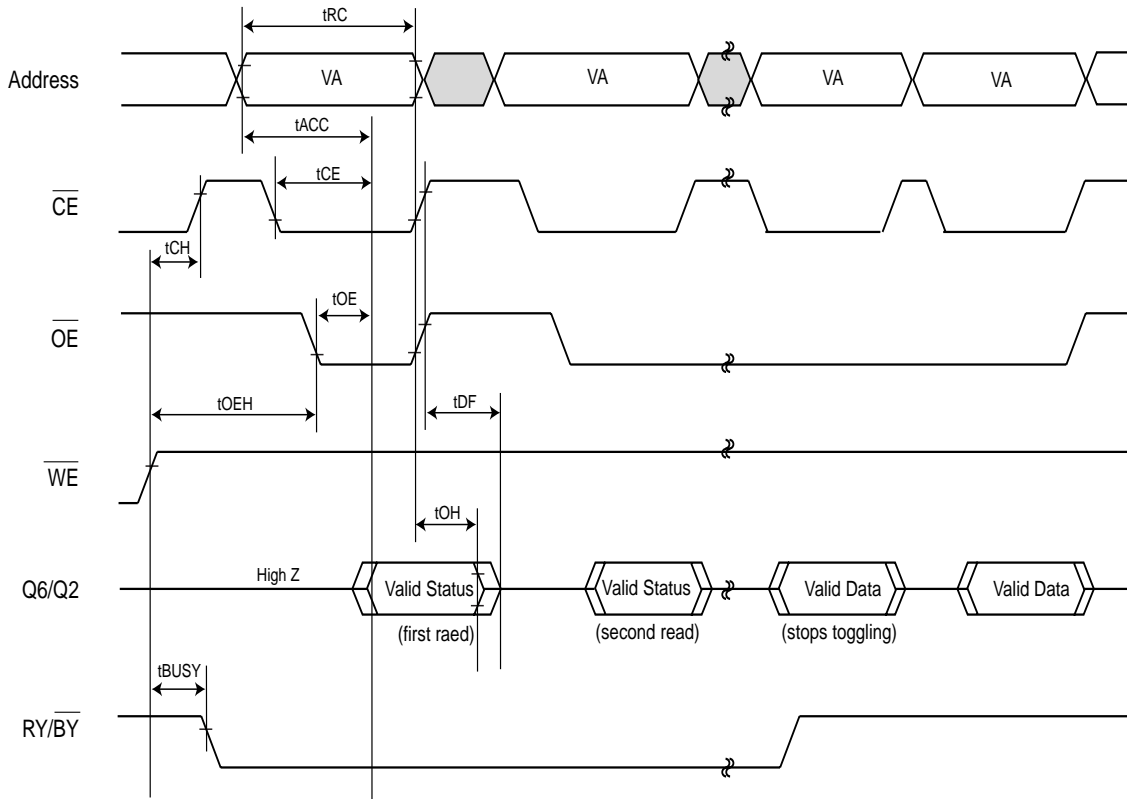 tRC
Address
VA
VA
VA
VA
tACC
tCE
CE
tCH
tOE
OE
tOEH
tDF
WE
tOH
Q6/Q2
High Z
Valid Status
Valid Status
Valid Data
Valid Data
(first raed)
(second read)
(stops toggling)
tBUSY
RY/BY